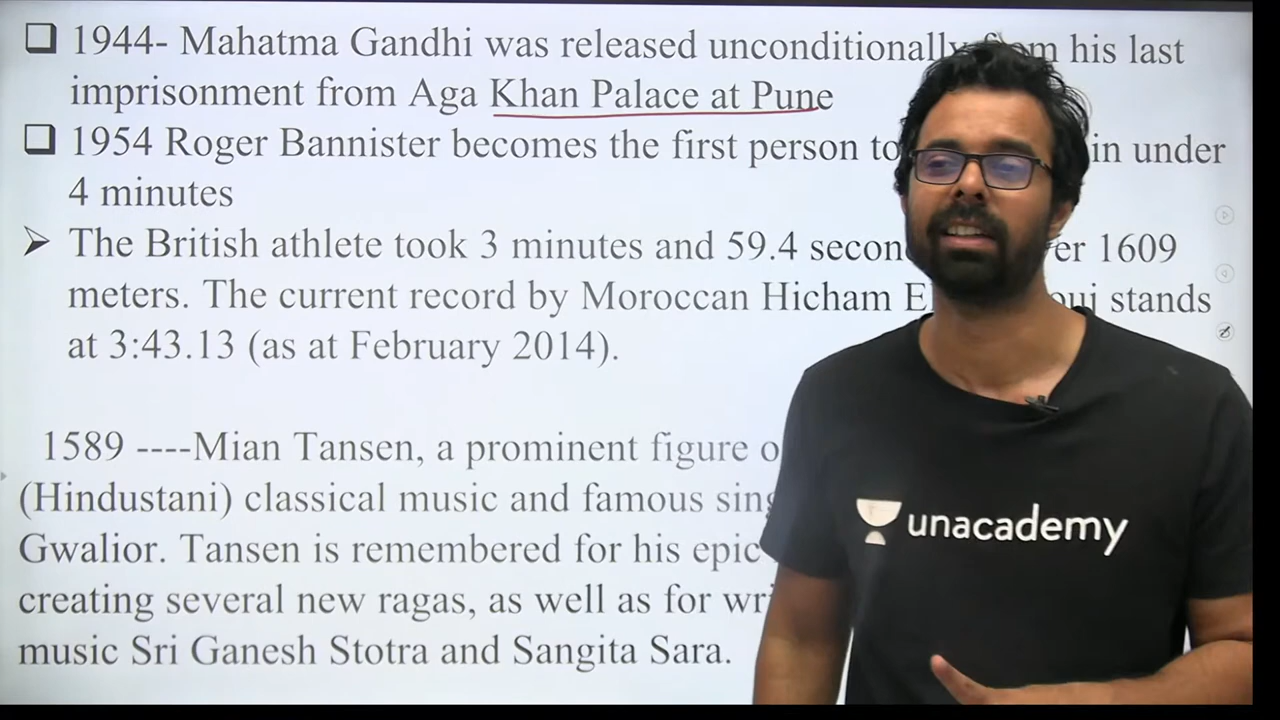 1944- Mahatma Gandhi was released unconditionally from his last
imprisonment from Aga Khan Palace at Pune
1954 Roger Bannister becomes the first person to in under
4 minutes
The British athlete took 3 minutes and 59.4 er 1609
meters. The current record by Moroccan Hicham stands
at 3:43.13 (as at February 2014).
1589 ----Mian Tansen, a prominent figure
(Hindustani) classical music and famous
Gwalior. Tansen is remembered for his epic
creating several new ragas, as well as for
music Sri Ganesh Stotra and Sangita Sara.
unacademy